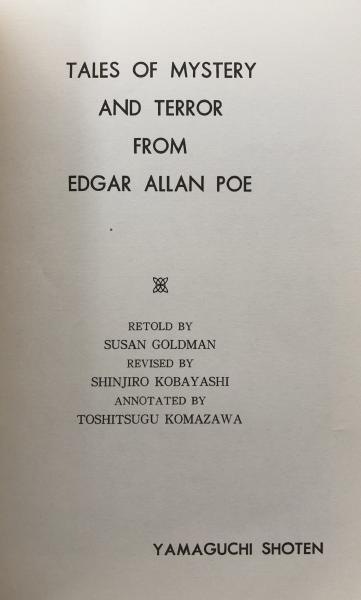 TALES OF MYSTERY
AND TERROR
FROM
EDGAR ALLAN POE
RETOLD BY
SUSAN GOLDMAN
REVISED BY
SHINJIRO KOBAYASHI
ANNOTATED BY
TOSHITSUGU KOMAZAWA
YAMAGUCHI SHOTEN